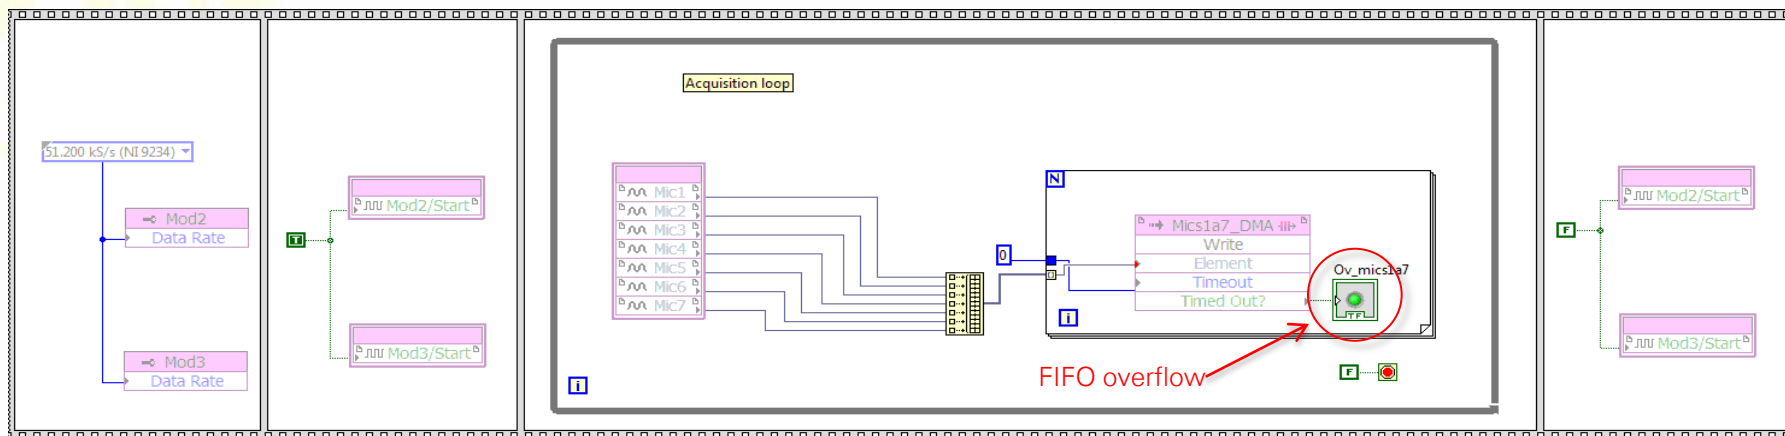 51.200 kS/s (NI 9234)
Mod2
Data Rate
Mod3
Data Rate
T
Mod2/Start
Mod3/Start
Acquisition loop
Mic1
Mic2
Mic3
Mic4
Mic5
Mic6
Mic7
i
0
N
Mics1a7_DMA
Write
Element
Timeout
Timed Out?
i
Ov_mics1a7
TF
FIFO overflow
F
F
Mod2/Start
Mod3/Start